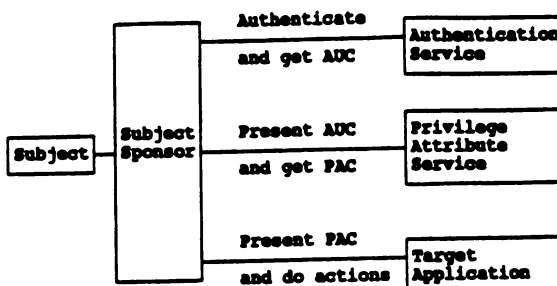 Authenticate
and get AUC
Authentication
Service
Subject
Subject
Sponsor
Present AUC
and get PAC
Privilege
Attribute
Service
Present PAC
and do actions
Target
Application